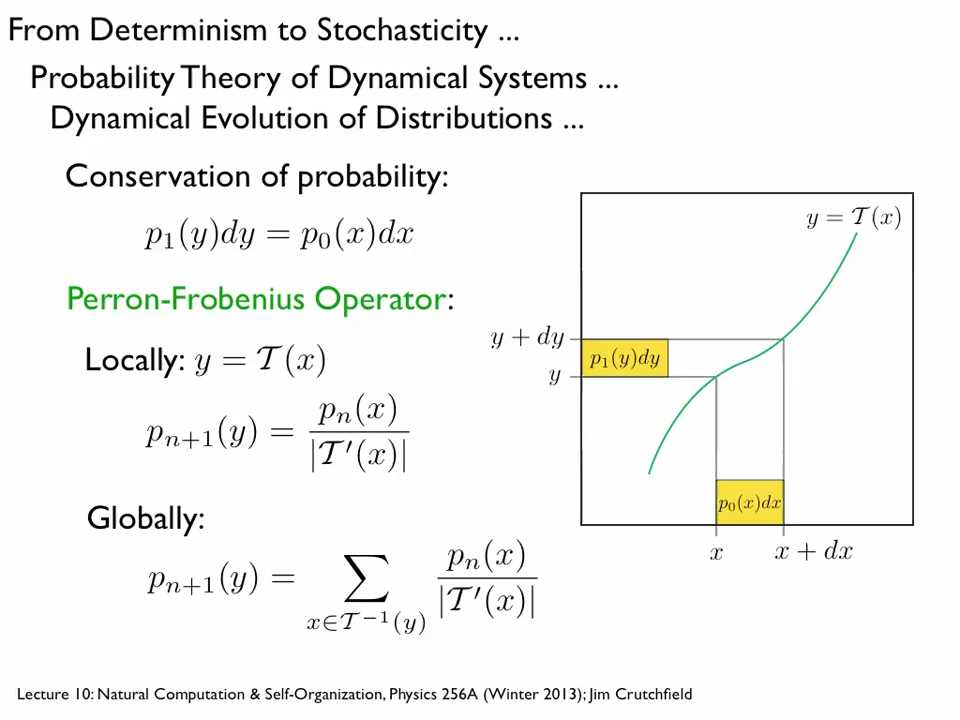 From Determinism to Stochasticity ...
Probability Theory of Dynamical Systems ...
Dynamical Evolution of Distributions ...
Conservation of probability:
p₁(y)dy = p₀(x)dx
Perron-Frobenius Operator:
Locally: y = 𝒯(x)
pₙ₊₁(y) = pₙ(x) / |𝒯′(x)|
Globally:
pₙ₊₁(y) = ∑_{x∈𝒯⁻¹(y)} pₙ(x) / |𝒯′(x)|
y = 𝒯(x)
y + dy
p₁(y)dy
y
p₀(x)dx
x
x + dx
Lecture 10: Natural Computation & Self-Organization, Physics 256A (Winter 2013); Jim Crutchfield